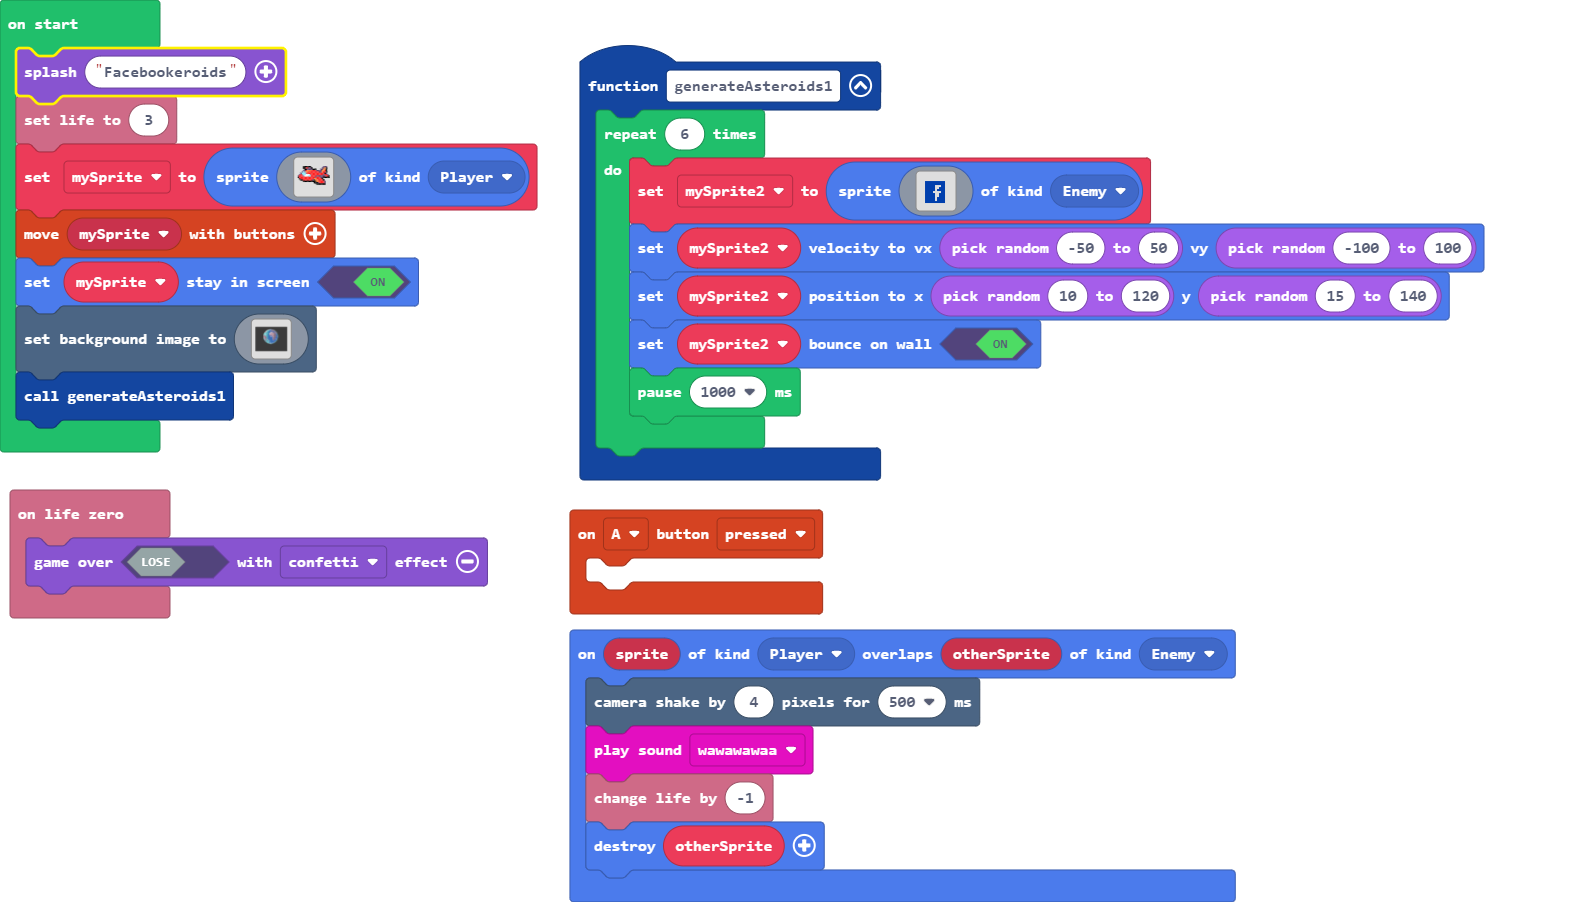 on start
splash "Facebookeroids"
set life to 3
set mySprite to sprite of kind Player
move mySprite with buttons
set mySprite stay in screen ON
set background image to
call generateAsteroids1
on life zero
game over LOSE with confetti effect
function generateAsteroids1
repeat 6 times
do
set mySprite2 to sprite f of kind Enemy
set mySprite2 velocity to vx pick random -50 to 50 vy pick random -100 to 100
set mySprite2 position to x pick random 10 to 120 y pick random 15 to 140
set mySprite2 bounce on wall ON
pause 1000 ms
on A button pressed
on sprite of kind Player overlaps otherSprite of kind Enemy
camera shake by 4 pixels for 500 ms
play sound wawawawaa
change life by -1
destroy otherSprite